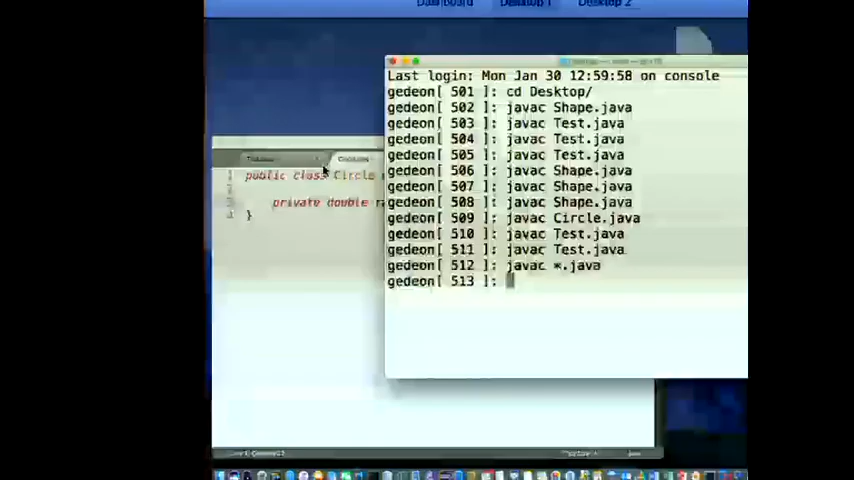 Dashboard Desktop 1 Desktop 2
Last login: Mon Jan 30 12:59:58 on console
gedeon[ 501 ]: cd Desktop/
gedeon[ 502 ]: javac Shape.java
gedeon[ 503 ]: javac Test.java
gedeon[ 504 ]: javac Test.java
gedeon[ 505 ]: javac Test.java
gedeon[ 506 ]: javac Shape.java
gedeon[ 507 ]: javac Shape.java
gedeon[ 508 ]: javac Shape.java
gedeon[ 509 ]: javac Circle.java
gedeon[ 510 ]: javac Test.java
gedeon[ 511 ]: javac Test.java
gedeon[ 512 ]: javac *.java
gedeon[ 513 ]:
1 public class Circle
2
3 private double
4 }